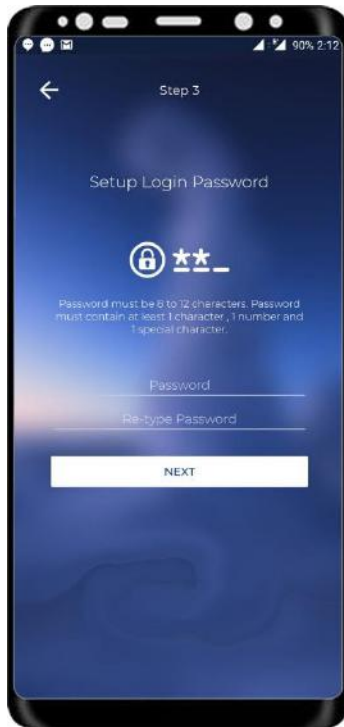 90% 2:12
Step 3
Setup Login Password
**_
Password must be 8 to 12 characters. Password
must contain at least 1 character , 1 number and
1 special character.
Password
Re-type Password
NEXT